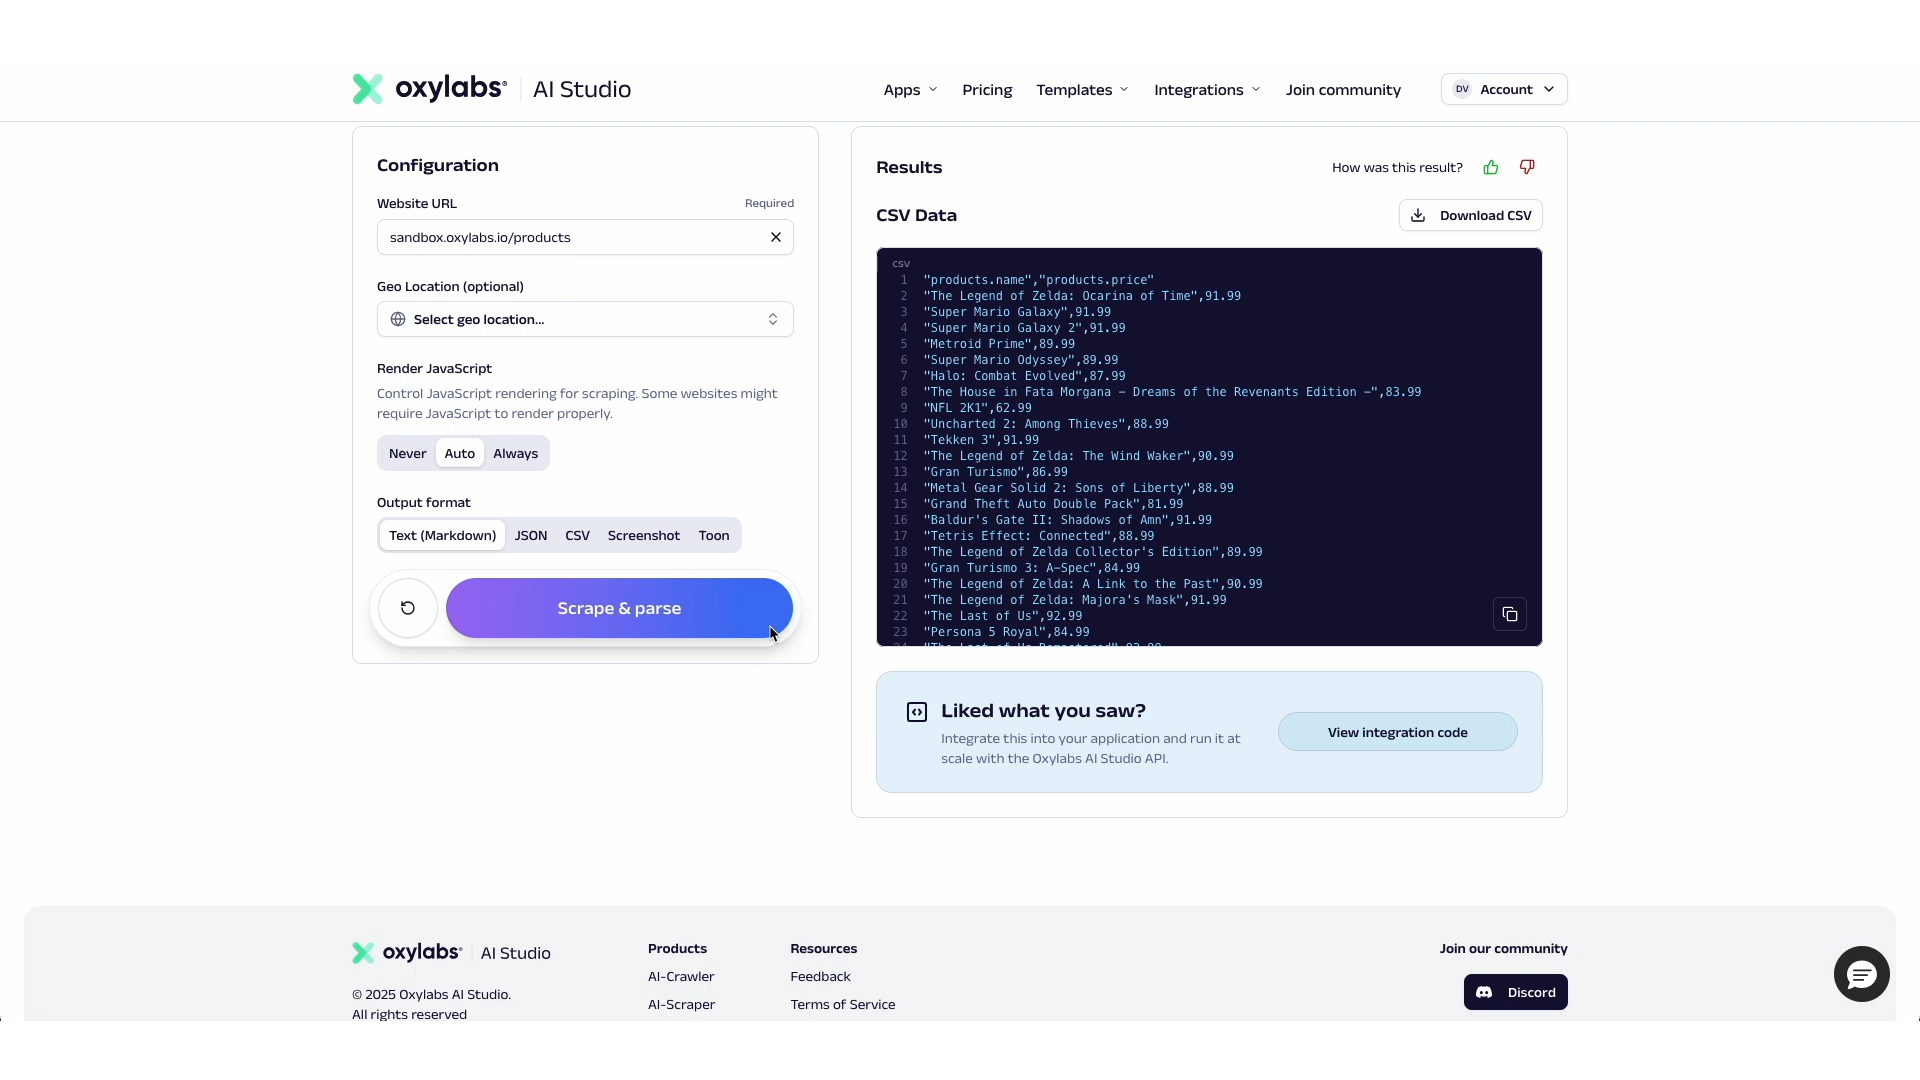 oxylabs® AI Studio
Apps Pricing Templates Integrations Join community DV Account
Configuration
Website URL Required
sandbox.oxylabs.io/products
Geo Location (optional)
Select geo location...
Render JavaScript
Control JavaScript rendering for scraping. Some websites might
require JavaScript to render properly.
Never Auto Always
Output format
Text (Markdown) JSON CSV Screenshot Toon
Scrape & parse
Results How was this result?
CSV Data Download CSV
csv
1 "products.name","products.price"
2 "The Legend of Zelda: Ocarina of Time",91.99
3 "Super Mario Galaxy",91.99
4 "Super Mario Galaxy 2",91.99
5 "Metroid Prime",89.99
6 "Super Mario Odyssey",89.99
7 "Halo: Combat Evolved",87.99
8 "The House in Fata Morgana - Dreams of the Revenants Edition -",83.99
9 "NFL 2K1",62.99
10 "Uncharted 2: Among Thieves",88.99
11 "Tekken 3",91.99
12 "The Legend of Zelda: The Wind Waker",90.99
13 "Gran Turismo",86.99
14 "Metal Gear Solid 2: Sons of Liberty",88.99
15 "Grand Theft Auto Double Pack",81.99
16 "Baldur's Gate II: Shadows of Amn",91.99
17 "Tetris Effect: Connected",88.99
18 "The Legend of Zelda Collector's Edition",89.99
19 "Gran Turismo 3: A-Spec",84.99
20 "The Legend of Zelda: A Link to the Past",90.99
21 "The Legend of Zelda: Majora's Mask",91.99
22 "The Last of Us",92.99
23 "Persona 5 Royal",84.99
Liked what you saw?
Integrate this into your application and run it at
scale with the Oxylabs AI Studio API.
View integration code
oxylabs® AI Studio
© 2025 Oxylabs AI Studio.
All rights reserved
Products
AI-Crawler
AI-Scraper
Resources
Feedback
Terms of Service
Join our community
Discord